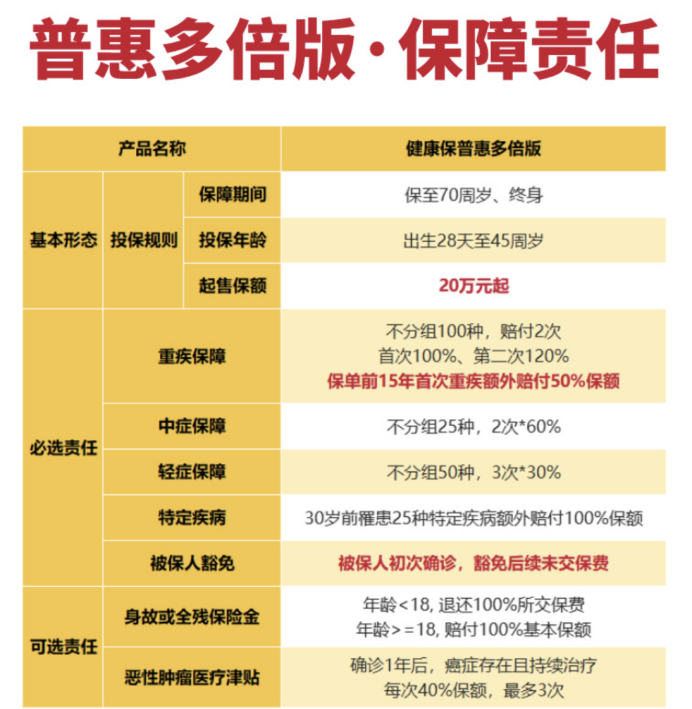 普惠多倍版·保障责任
产品名称
健康保普惠多倍版
基本形态
投保规则
保障期间
保至70周岁、终身
投保年龄
出生28天至45周岁
起售保额
20万元起
必选责任
重疾保障
不分组100种，赔付2次
首次100%、第二次120%
保单前15年首次重疾额外赔付50%保额
中症保障
不分组25种，2次*60%
轻症保障
不分组50种，3次*30%
特定疾病
30岁前罹患25种特定疾病额外赔付100%保额
被保人豁免
被保人初次确诊，豁免后续未交保费
可选责任
身故或全残保险金
年龄<18, 退还100%所交保费
年龄>=18, 赔付100%基本保额
恶性肿瘤医疗津贴
确诊1年后，癌症存在且持续治疗
每次40%保额，最多3次